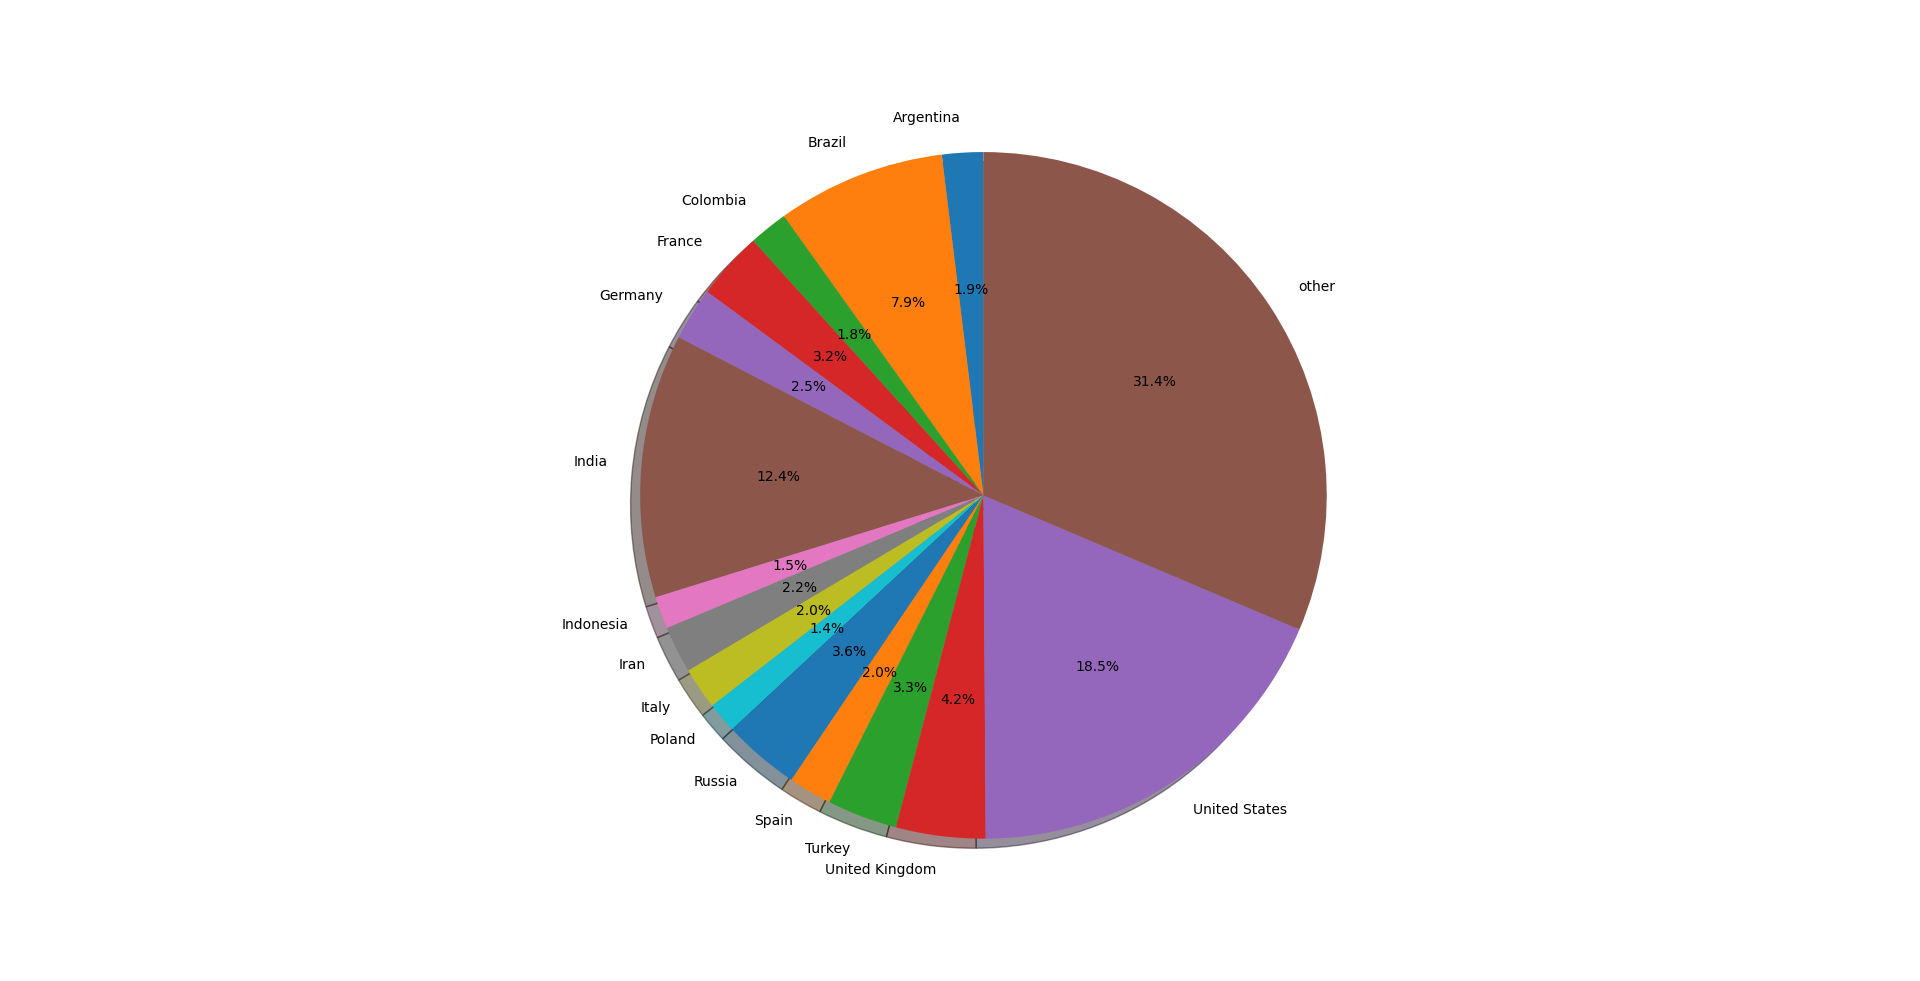 Argentina
Brazil
Colombia
France
Germany
India
Indonesia
Iran
Italy
Poland
Russia
Spain
Turkey
United Kingdom
United States
other
1.9%
7.9%
1.8%
3.2%
2.5%
12.4%
1.5%
2.2%
2.0%
1.4%
3.6%
2.0%
3.3%
4.2%
18.5%
31.4%